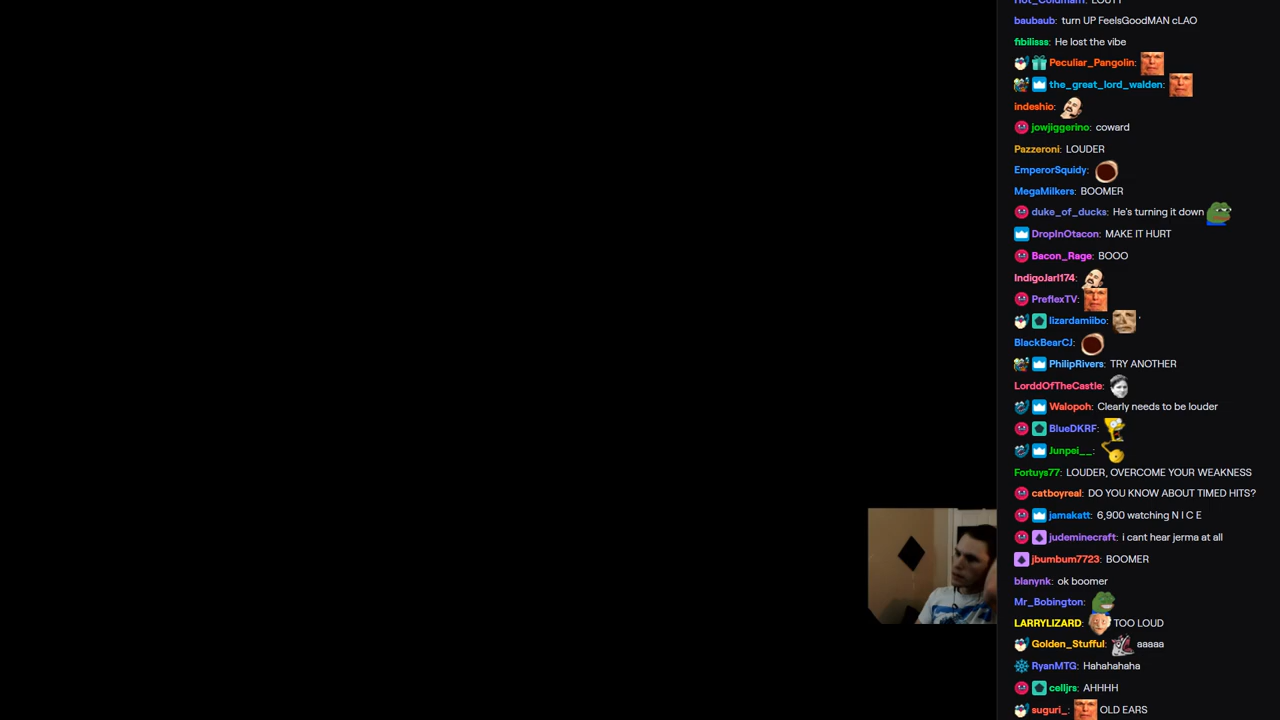 Hot_Coldman: LOUT
baubaub: turn UP FeelsGoodMAN cLAO
fibilisss: He lost the vibe
Peculiar_Pangolin:
the_great_lord_walden:
indeshio:
jowjiggerino: coward
Pazzeroni: LOUDER
EmperorSquidy:
MegaMilkers: BOOMER
duke_of_ducks: He's turning it down
DropInOtacon: MAKE IT HURT
Bacon_Rage: BOOO
IndigoJarl174:
PreflexTV:
lizardamiibo: '
BlackBearCJ:
PhilipRivers: TRY ANOTHER
LorddOfTheCastle:
Walopoh: Clearly needs to be louder
BlueDKRF:
Junpei__:
Fortuys77: LOUDER, OVERCOME YOUR WEAKNESS
catboyreal: DO YOU KNOW ABOUT TIMED HITS?
jamakatt: 6,900 watching N I C E
judeminecraft: i cant hear jerma at all
jbumbum7723: BOOMER
blanynk: ok boomer
Mr_Bobington:
LARRYLIZARD: TOO LOUD
Golden_Stufful: aaaaa
RyanMTG: Hahahahaha
celljrs: AHHHH
suguri_: OLD EARS